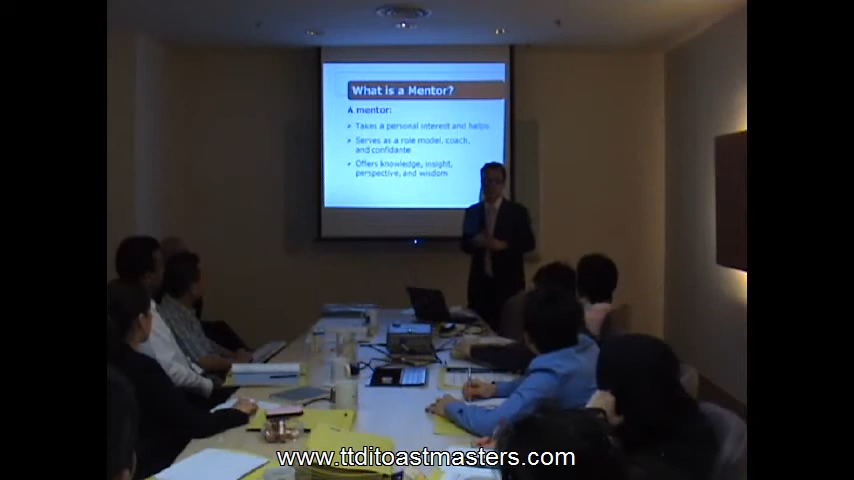 What is a Mentor?
A mentor:
Takes a personal interest and helps
Serves as a role model, coach,
and confidante
Offers knowledge, insight,
perspective, and wisdom
www.ttditoastmasters.com